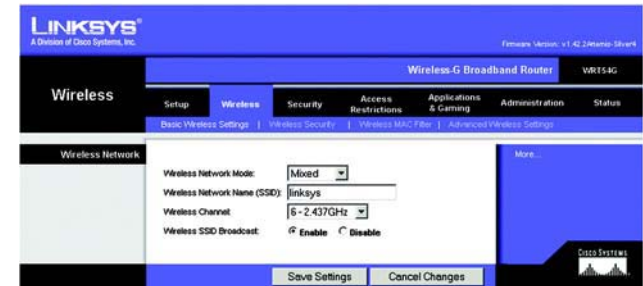 LINKSYS®
A Division of Cisco Systems, Inc.
Firmware Version: v1.42.2
Wireless-G Broadband Router WRT54G
Wireless
Setup Wireless Security Access Restrictions Applications & Gaming Administration Status
Basic Wireless Settings | Wireless Security | Wireless MAC Filter | Advanced Wireless Settings
Wireless Network
More...
Wireless Network Mode: Mixed
Wireless Network Name (SSID): linksys
Wireless Channel: 6 - 2.437GHz
Wireless SSID Broadcast: Enable Disable
CISCO SYSTEMS
Save Settings Cancel Changes